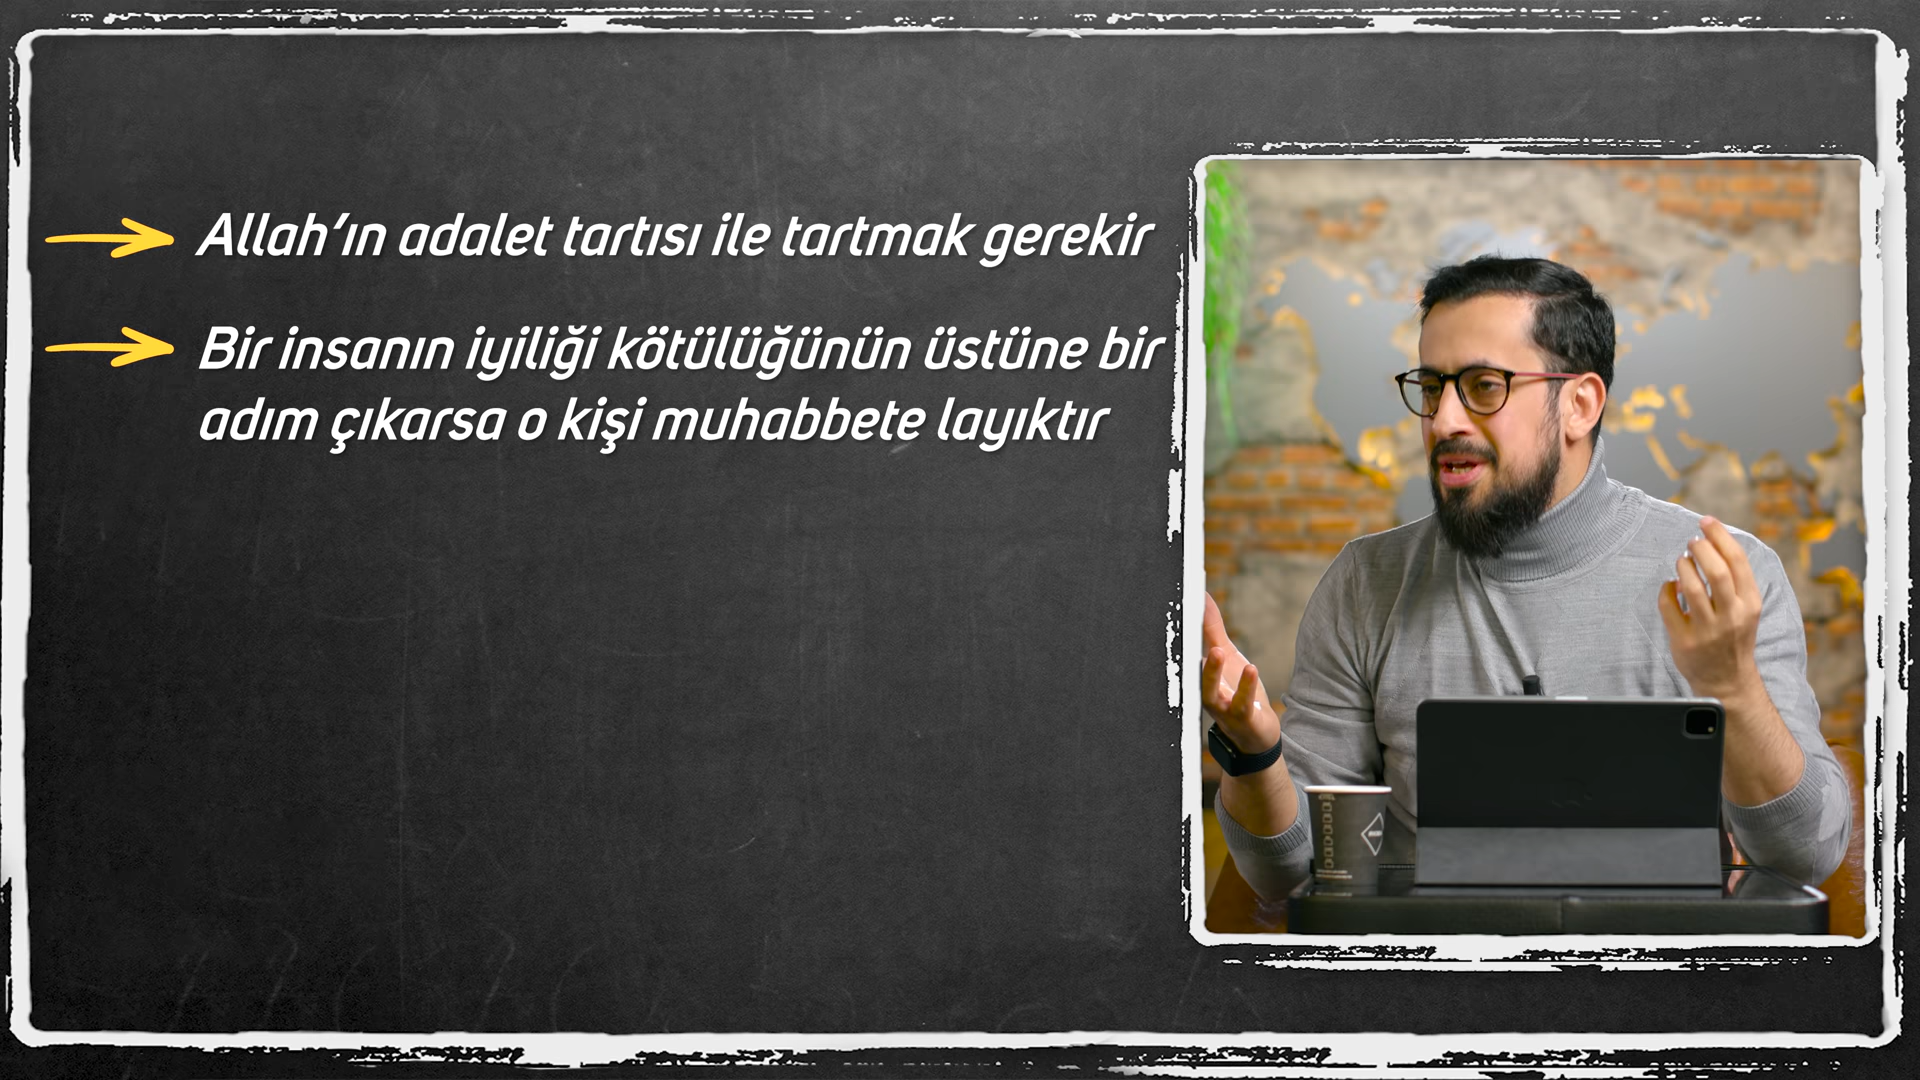 Allah’ın adalet tartısı ile tartmak gerekir
Bir insanın iyiliği kötülüğünün üstüne bir
adım çıkarsa o kişi muhabbete layıktır